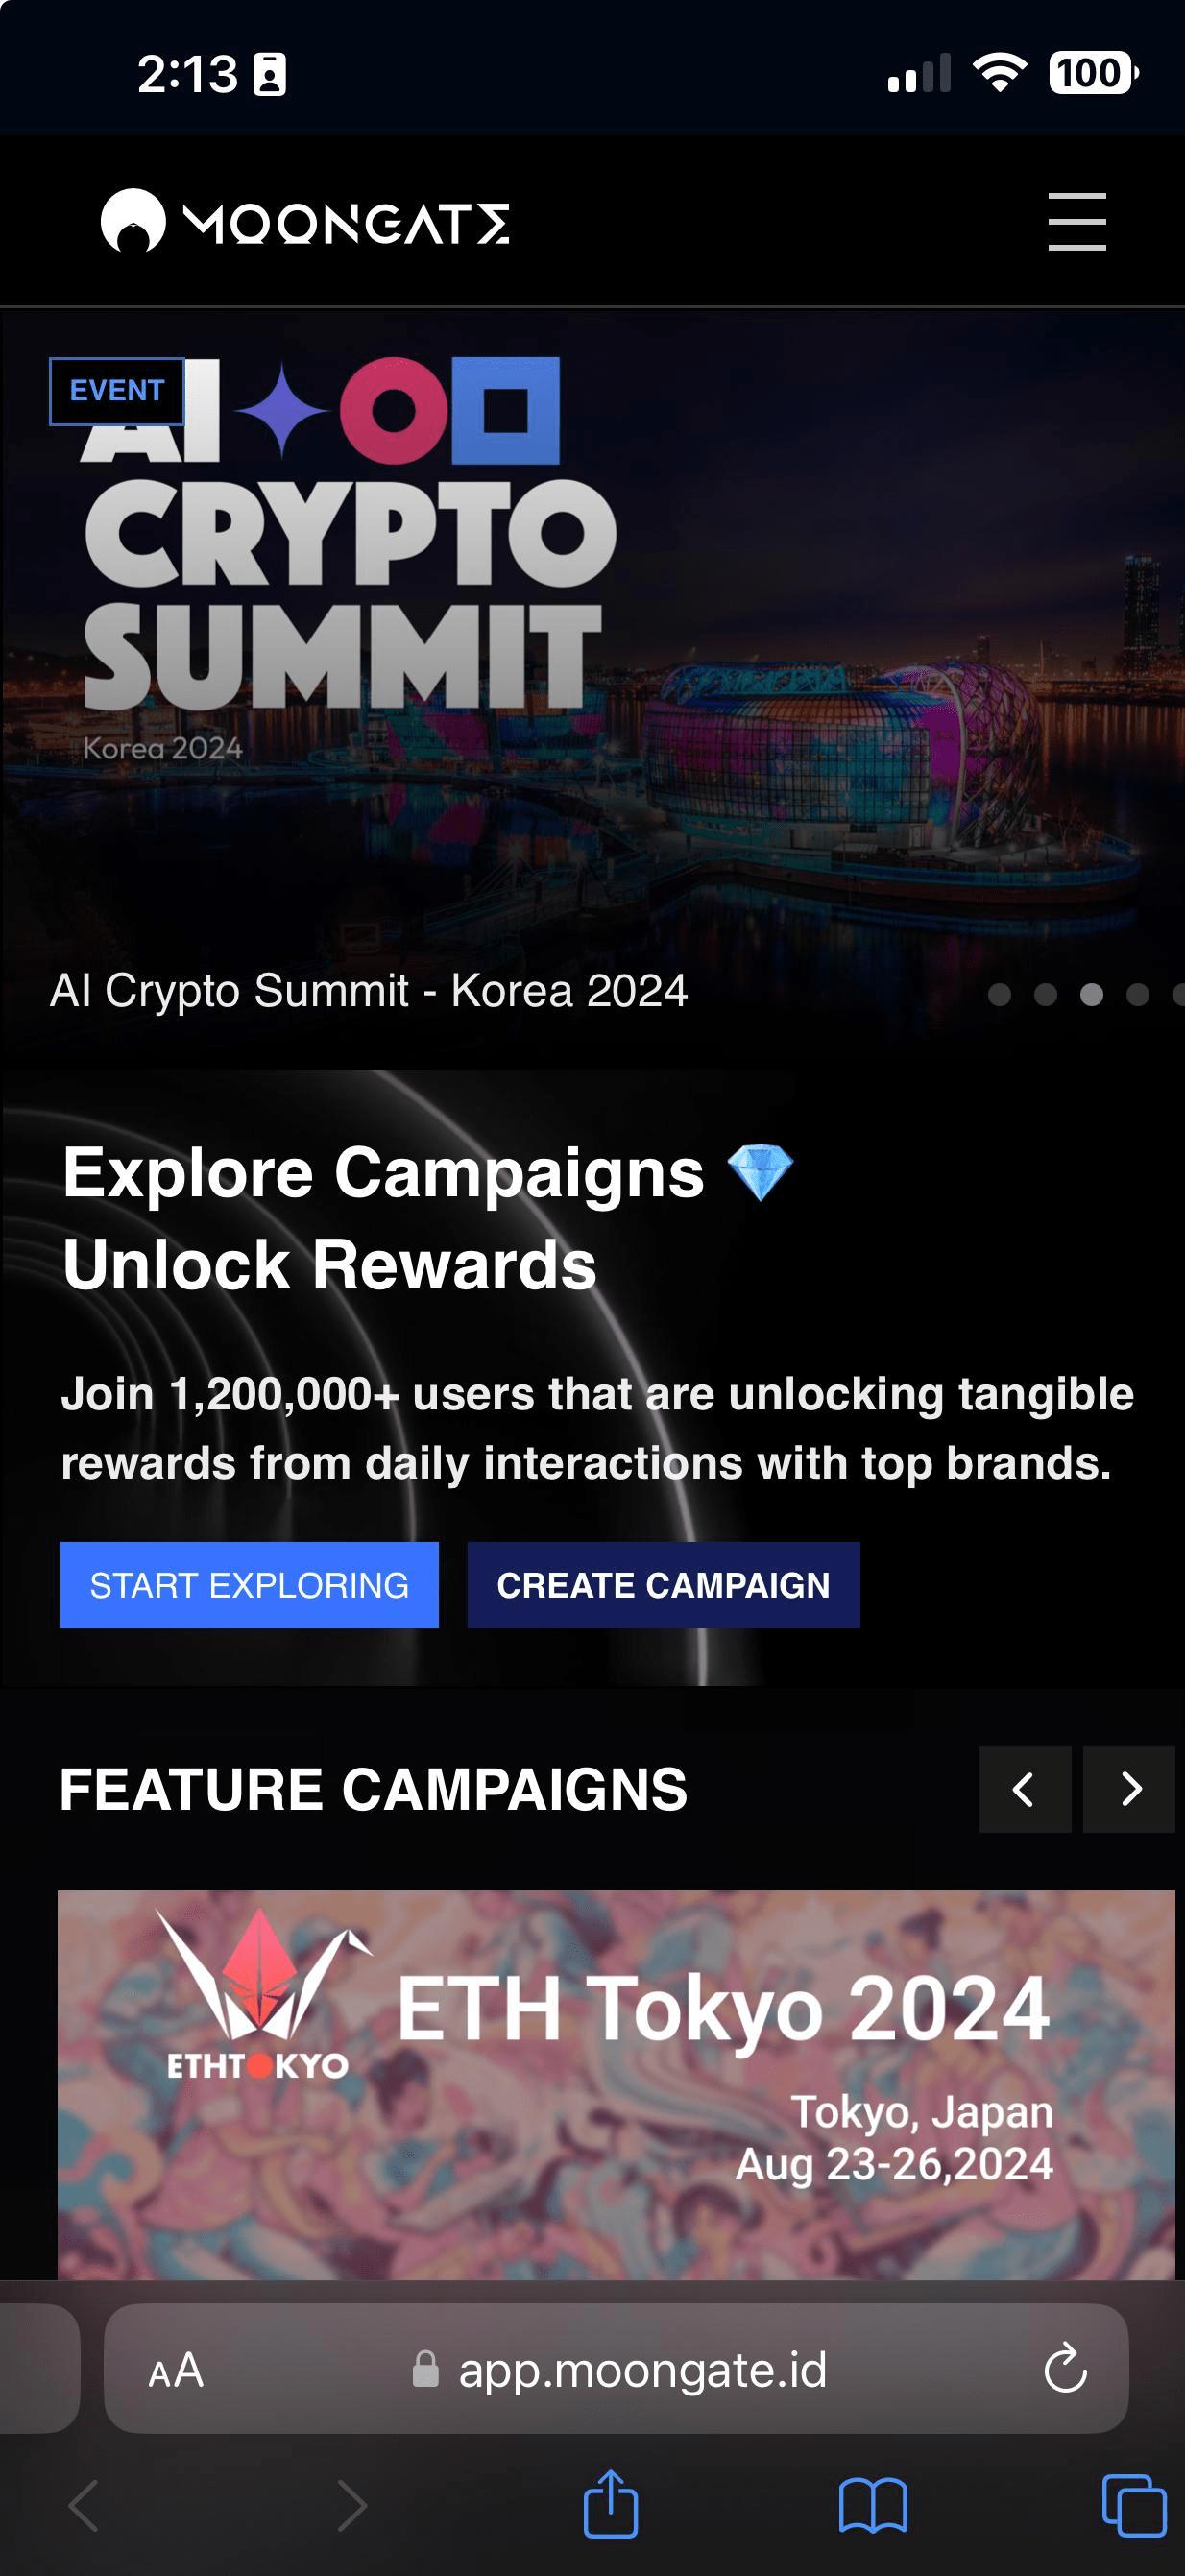 2:13
100
MOONGATE
EVENT
AI
CRYPTO
SUMMIT
Korea 2024
AI Crypto Summit - Korea 2024
Explore Campaigns 💎
Unlock Rewards
Join 1,200,000+ users that are unlocking tangible
rewards from daily interactions with top brands.
START EXPLORING
CREATE CAMPAIGN
FEATURE CAMPAIGNS
ETH Tokyo 2024
ETHTOKYO
Tokyo, Japan
Aug 23-26,2024
AA
app.moongate.id